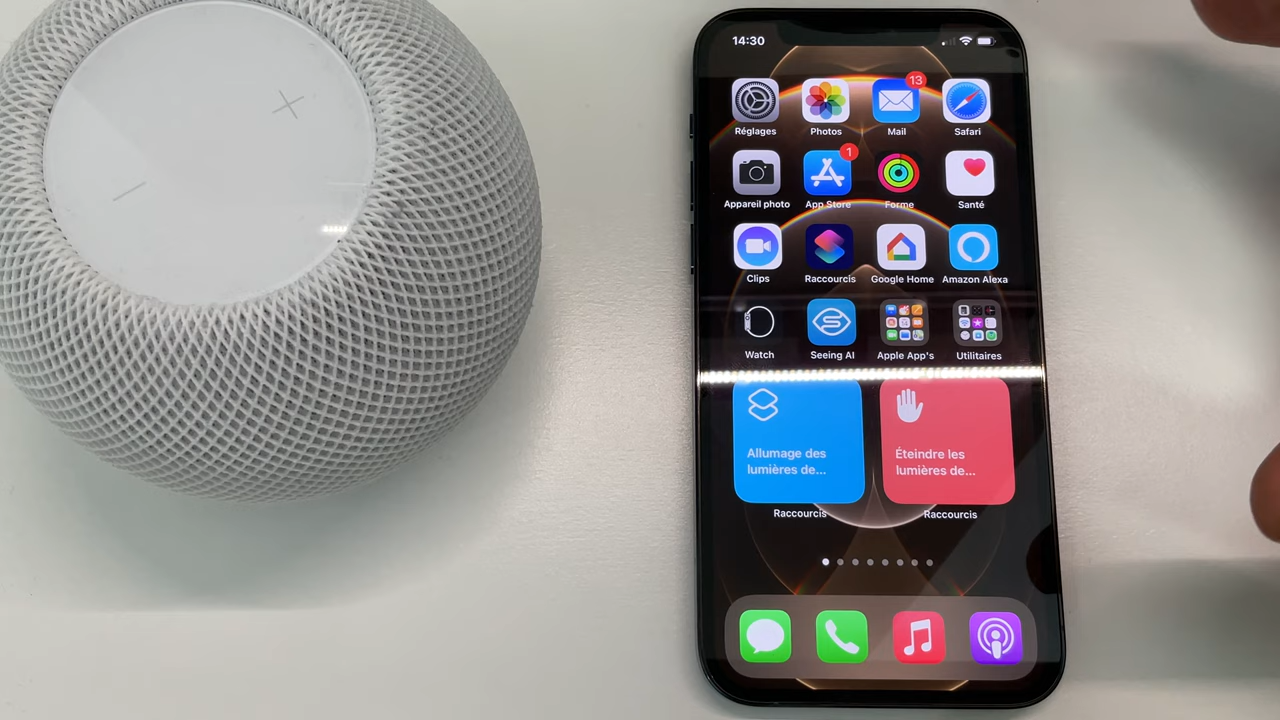 14:30
13
Réglages
Photos
Mail
Safari
1
Appareil photo
App Store
Forme
Santé
Clips
Raccourcis
Google Home
Amazon Alexa
Watch
Seeing AI
Apple App's
Utilitaires
Allumage des
lumières de...
Éteindre les
lumières de...
Raccourcis
Raccourcis